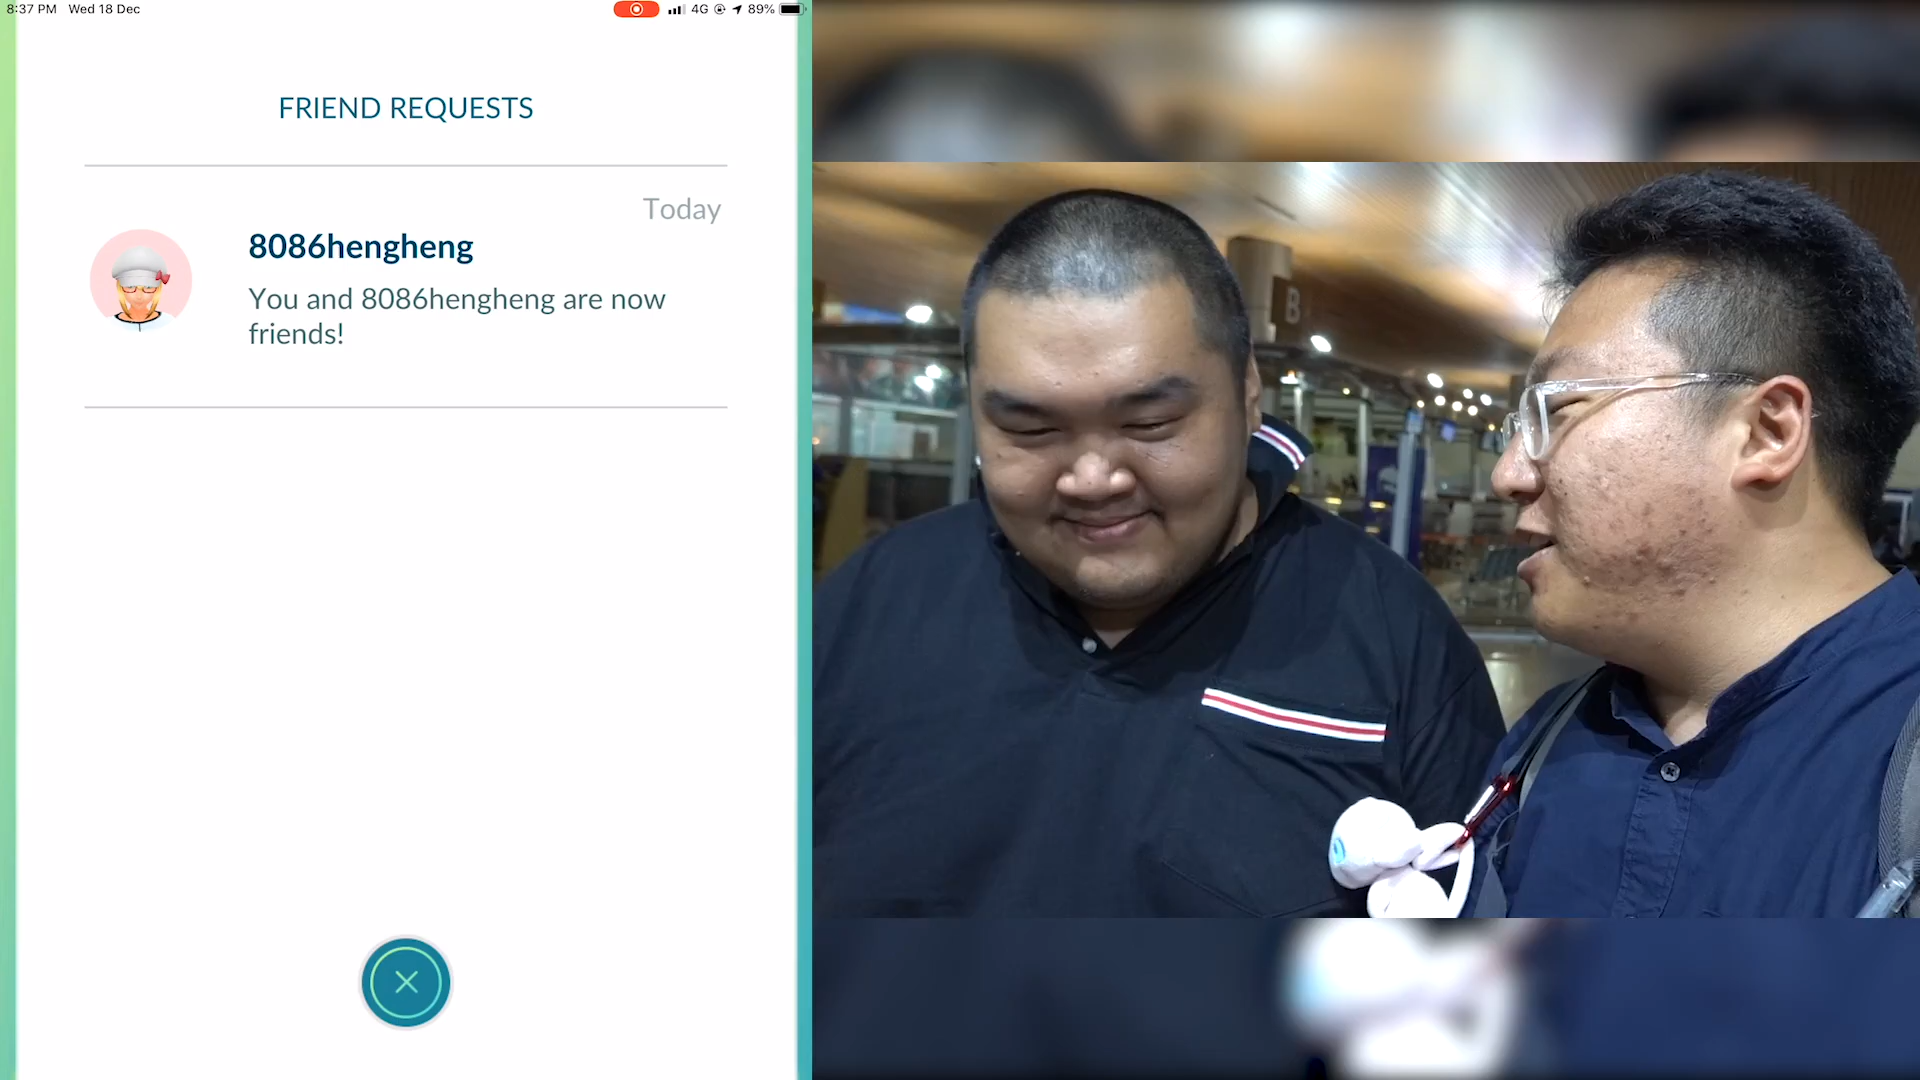 8:37 PM Wed 18 Dec
4G 89%
FRIEND REQUESTS
Today
8086hengheng
You and 8086hengheng are now
friends!
B